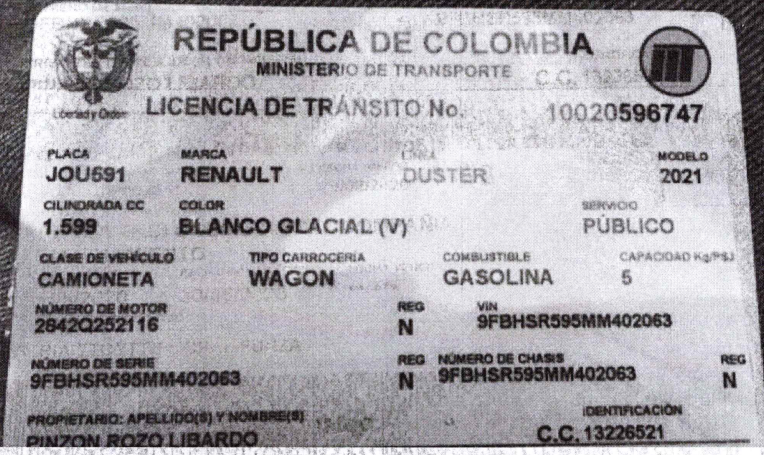 REPÚBLICA DE COLOMBIA
MINISTERIO DE TRANSPORTE
Libertad y Orden
LICENCIA DE TRÁNSITO No. 10020596747
PLACA MARCA LÍNEA MODELO
JOU591 RENAULT DUSTER 2021
CILINDRADA CC COLOR SERVICIO
1.599 BLANCO GLACIAL (V) PÚBLICO
CLASE DE VEHÍCULO TIPO CARROCERÍA COMBUSTIBLE CAPACIDAD Kg/PSJ
CAMIONETA WAGON GASOLINA 5
NÚMERO DE MOTOR REG VIN
2842Q252116 N 9FBHSR595MM402063
NÚMERO DE SERIE REG NÚMERO DE CHASIS REG
9FBHSR595MM402063 N 9FBHSR595MM402063 N
PROPIETARIO: APELLIDO(S) Y NOMBRE(S) IDENTIFICACIÓN
PINZON ROZO LIBARDO C.C. 13226521